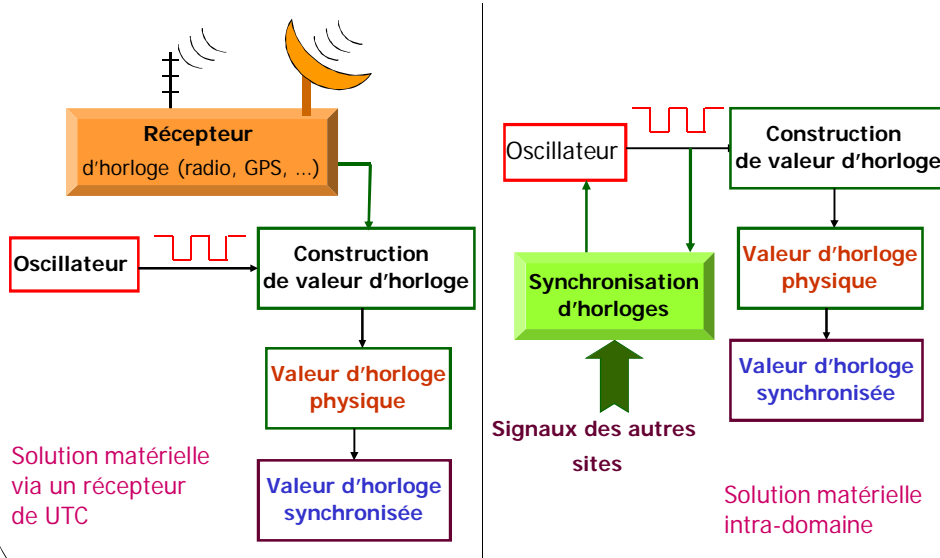 Récepteur
d'horloge (radio, GPS, ...)
Oscillateur
Construction
de valeur d'horloge
Valeur d'horloge
physique
Valeur d'horloge
synchronisée
Solution matérielle
via un récepteur
de UTC
Oscillateur
Construction
de valeur d'horloge
Synchronisation
d'horloges
Valeur d'horloge
physique
Valeur d'horloge
synchronisée
Signaux des autres
sites
Solution matérielle
intra-domaine